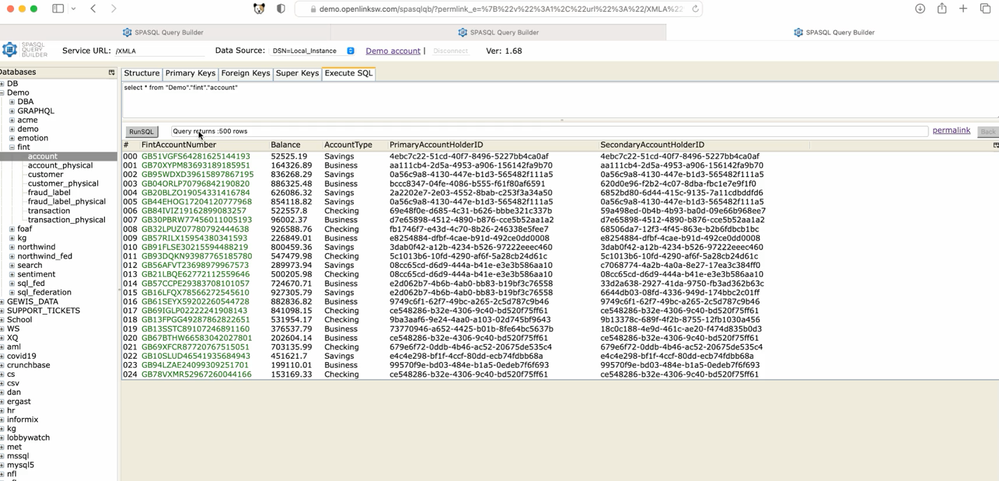 demo.openlinksw.com/spasqlqb/?permlink_e=%7B%22v%22%3A1%2C%22url%22%3A%22/XMLA%22
SPASQL Query Builder SPASQL Query Builder SPASQL Query Builder
SPASQL QUERY BUILDER Service URL: /XMLA Data Source: DSN=Local_Instance Demo account | Disconnect Ver: 1.68
Databases
DB
Demo
DBA
GRAPHQL
acme
demo
emotion
fint
account
account_physical
customer
customer_physical
fraud_label
fraud_label_physical
transaction
transaction_physical
foaf
kg
northwind
northwind_fed
search
sentiment
sql_fed
sql_federation
GEWIS_DATA
SUPPORT_TICKETS
School
WS
XQ
aml
covid19
crunchbase
cs
csv
dan
ergast
hr
informix
kg
lobbywatch
met
mssql
mysql5
nfl
Structure Primary Keys Foreign Keys Super Keys Execute SQL
select * from "Demo"."fint"."account"
RunSQL Query returns :500 rows permalink Back
# FintAccountNumber Balance AccountType PrimaryAccountHolderID SecondaryAccountHolderID
000 GB51VGFS64281625144193 52525.19 Savings 4ebc7c22-51cd-40f7-8496-5227bb4ca0af 4ebc7c22-51cd-40f7-8496-5227bb4ca0af
001 GB70XYPM83693189185951 164326.89 Business aa111cb4-2d5a-4953-a906-156142fa9b70 aa111cb4-2d5a-4953-a906-156142fa9b70
002 GB95WDXD39615897867195 836268.29 Savings 0a56c9a8-4130-447e-b1d3-565482f111a5 0a56c9a8-4130-447e-b1d3-565482f111a5
003 GB04ORLP70796842190820 886325.48 Business bccc8347-04fe-4086-b555-f61f80af6591 620d0e96-f2b2-4c07-8dba-fbc1e7e9f1f0
004 GB20BLZO19054331416784 626086.32 Savings 2a2202e7-2e03-4552-8bab-c253f3a34a50 6852bd80-6d44-415c-9135-7a11cdbddfd6
005 GB44EHOG17204120777968 854118.82 Savings 0a56c9a8-4130-447e-b1d3-565482f111a5 0a56c9a8-4130-447e-b1d3-565482f111a5
006 GB84IVIZ19162899083257 522557.8 Checking 69e48f0e-d685-4c31-b626-bbbe321c337b 59a498ed-0b4b-4b93-ba0d-09e66b968ee7
007 GB30PBRW77456011005193 96002.37 Business d7e65898-4512-4890-b876-cee5b52aa1a2 d7e65898-4512-4890-b876-cee5b52aa1a2
008 GB32LPUZ07780792444638 926588.76 Checking fb1746f7-e43d-4c70-8b26-246338e5fee7 68506daa7-12f3-4f45-863e-b2b6fdbcb1bc
009 GB57RILX15954380341593 226849.01 Business e8254884-dfbf-4cae-b91d-492ce0dd0008 e8254884-dfbf-4cae-b91d-492ce0dd0008
010 GB91FLSE30215594488219 800459.36 Savings 3dab0f42-a12b-4234-b526-97222eeec460 3dab0f42-a12b-4234-b526-97222eeec460
011 GB93DQKN93987765185780 547479.98 Checking 5c1013b6-10fd-4290-af6f-5a28cb24d61c 5c1013b6-10fd-4290-af6f-5a28cb24d61c
012 GB56AFVT23698979967573 289973.94 Savings 08cc65cd-d6d9-444a-b41e-e3e3b586aa10 c7068774-4a2b-4a0a-8e27-17ea3c384ff0
013 GB21LBQE62772112559646 500205.98 Checking 08cc65cd-d6d9-444a-b41e-e3e3b586aa10 08cc65cd-d6d9-444a-b41e-e3e3b586aa10
014 GB57CCPE29383708101057 724670.71 Business e2d062b7-4b6b-4ab0-bb83-b19bf3c76558 33d2a638-2927-41da-9750-fb3ad362b63c
015 GB16LFQX78566272545610 927305.79 Savings e2d062b7-4b6b-4ab0-bb83-b19bf3c76558 6644db03-08fd-4336-949d-174bbc2c01ff
016 GB61SEYX59202260544728 882836.82 Business 9749c6f1-62f7-49bc-a265-2c5d787c9b46 9749c6f1-62f7-49bc-a265-2c5d787c9b46
017 GB69IGLP02222241908143 841098.15 Checking ce548286-b32e-4306-9c40-bd520f75ff61 ce548286-b32e-4306-9c40-bd520f75ff61
018 GB13FPGG49287862822651 531954.17 Checking 9ba3aaf6-9e24-4aa0-a103-02d745bf9643 9b13378c-689f-4f2b-8755-12fb1030a456
019 GB13SSTC89107246891160 376537.79 Business 73770946-a652-4425-b01b-8fe64bc5637b 18c0c188-4e9d-461c-ae20-f474d835b0d3
020 GB67BTHW66583042027801 202604.14 Business ce548286-b32e-4306-9c40-bd520f75ff61 ce548286-b32e-4306-9c40-bd520f75ff61
021 GB69XFCR87720767515051 703135.99 Checking 679e6f72-0ddb-4b46-ac52-20675de535c4 679e6f72-0ddb-4b46-ac52-20675de535c4
022 GB10SLUD46541935684943 451621.7 Savings e4c4e298-bf1f-4ccf-80dd-ecb74fdbb68a e4c4e298-bf1f-4ccf-80dd-ecb74fdbb68a
023 GB94LZAE24099309251701 199110.01 Business 99570f9e-bd03-484e-b1a5-0edeb7f6f693 99570f9e-bd03-484e-b1a5-0edeb7f6f693
024 GB78VXMR52967260044166 153169.33 Checking ce548286-b32e-4306-9c40-bd520f75ff61 ce548286-b32e-4306-9c40-bd520f75ff61